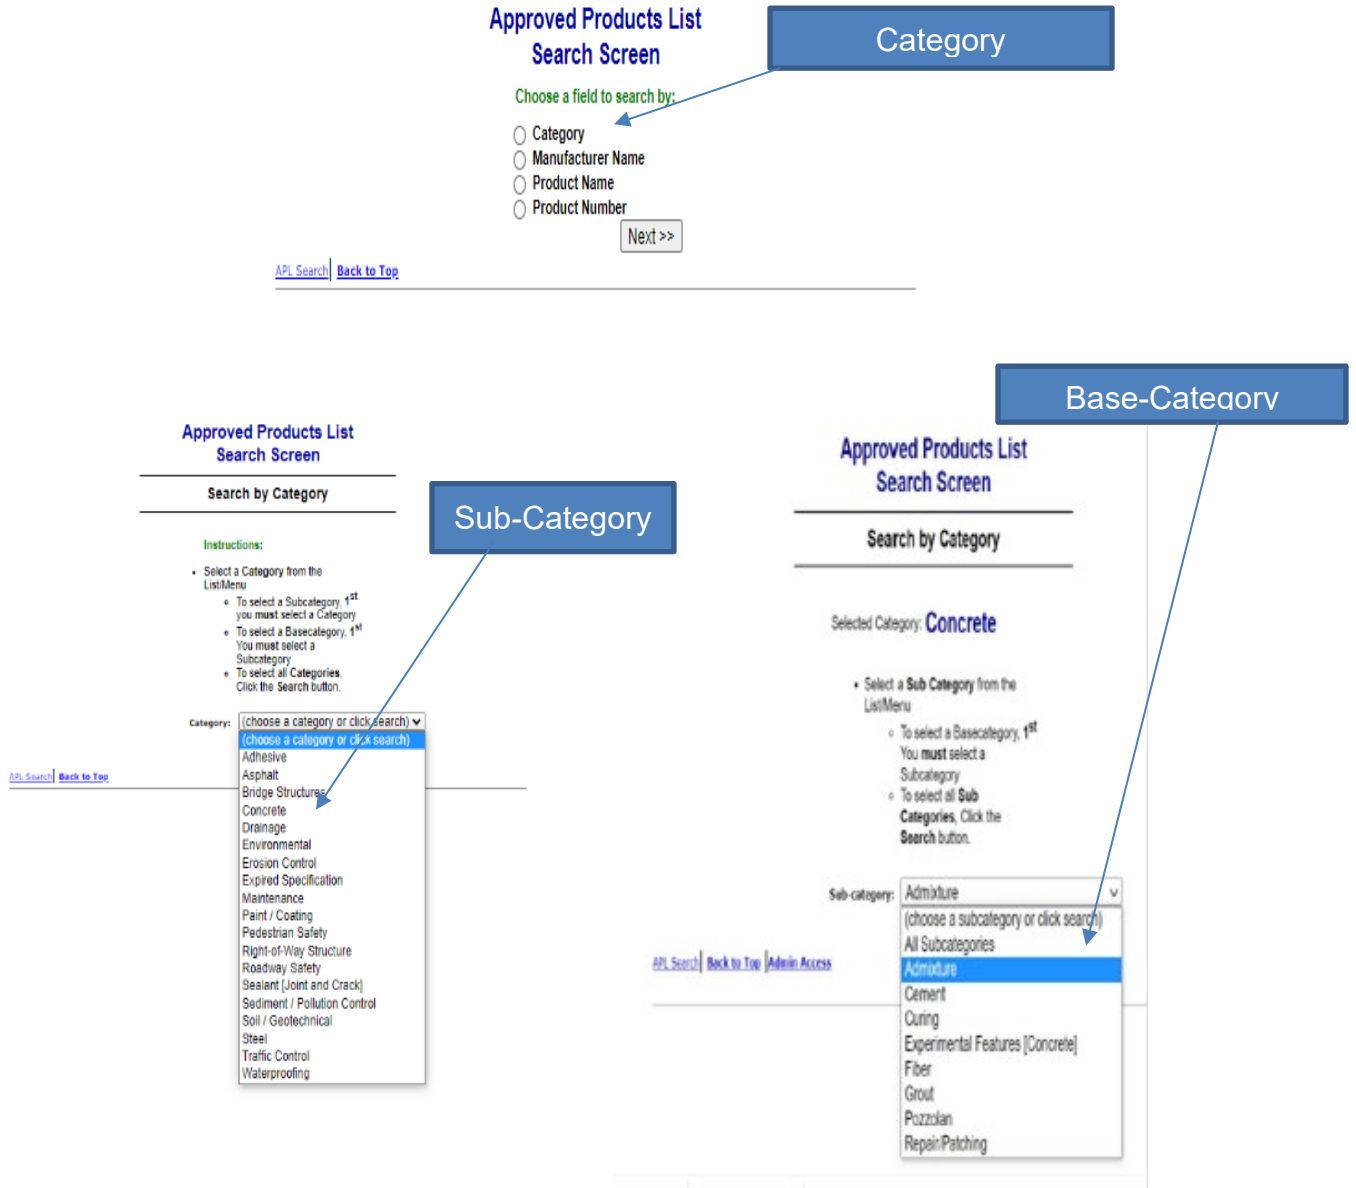 Approved Products List
Search Screen
Category
Choose a field to search by:
Category
Manufacturer Name
Product Name
Product Number
Next >>
APL Search Back to Top
Base-Category
Approved Products List
Search Screen
Search by Category
Sub-Category
Instructions:
• Select a Category from the
List/Menu
o To select a Subcategory, 1st
you must select a Category
o To select a Basecategory, 1st
You must select a
Subcategory
o To select all Categories,
Click the Search button.
Category: (choose a category or click search)
(choose a category or click search)
Adhesive
Asphalt
Bridge Structures
Concrete
Drainage
Environmental
Erosion Control
Expired Specification
Maintenance
Paint / Coating
Pedestrian Safety
Right-of-Way Structure
Roadway Safety
Sealant [Joint and Crack]
Sediment / Pollution Control
Soil / Geotechnical
Steel
Traffic Control
Waterproofing
APL Search Back to Top
Approved Products List
Search Screen
Search by Category
Selected Category: Concrete
• Select a Sub Category from the
List/Menu
o To select a Basecategory, 1st
You must select a
Subcategory
o To select all Sub
Categories, Click the
Search button.
Sub-category: Admixture
(choose a subcategory or click search)
All Subcategories
Admixture
Cement
Curing
Experimental Features [Concrete]
Fiber
Grout
Pozzolan
Repair/Patching
APL Search Back to Top Admin Access